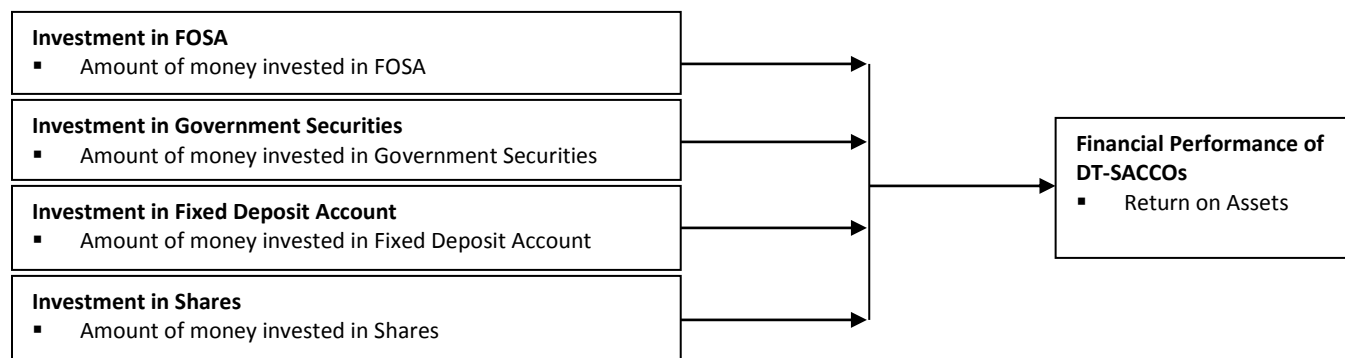 Investment in FOSA
▪ Amount of money invested in FOSA
Investment in Government Securities
▪ Amount of money invested in Government Securities
Investment in Fixed Deposit Account
▪ Amount of money invested in Fixed Deposit Account
Investment in Shares
▪ Amount of money invested in Shares
Financial Performance of
DT-SACCOs
▪ Return on Assets